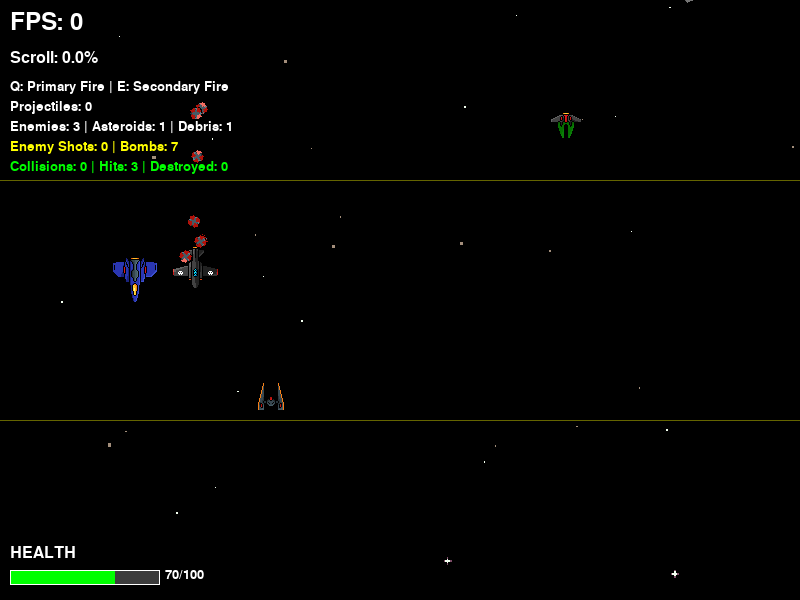 FPS: 0
Scroll: 0.0%
Q: Primary Fire | E: Secondary Fire
Projectiles: 0
Enemies: 3 | Asteroids: 1 | Debris: 1
Enemy Shots: 0 | Bombs: 7
Collisions: 0 | Hits: 3 | Destroyed: 0
HEALTH
70/100